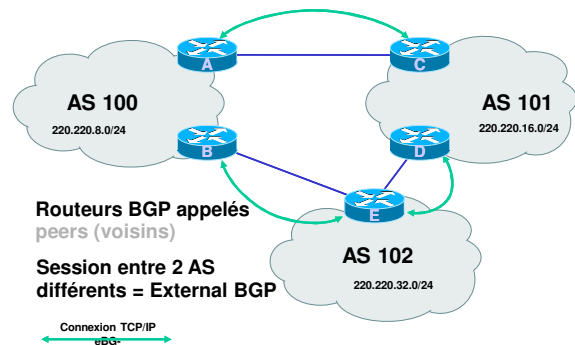 A
C
AS 100
AS 101
220.220.8.0/24
220.220.16.0/24
B
D
Routeurs BGP appelés
peers (voisins)
E
Session entre 2 AS
différents = External BGP
AS 102
220.220.32.0/24
Connexion TCP/IP
eBG-